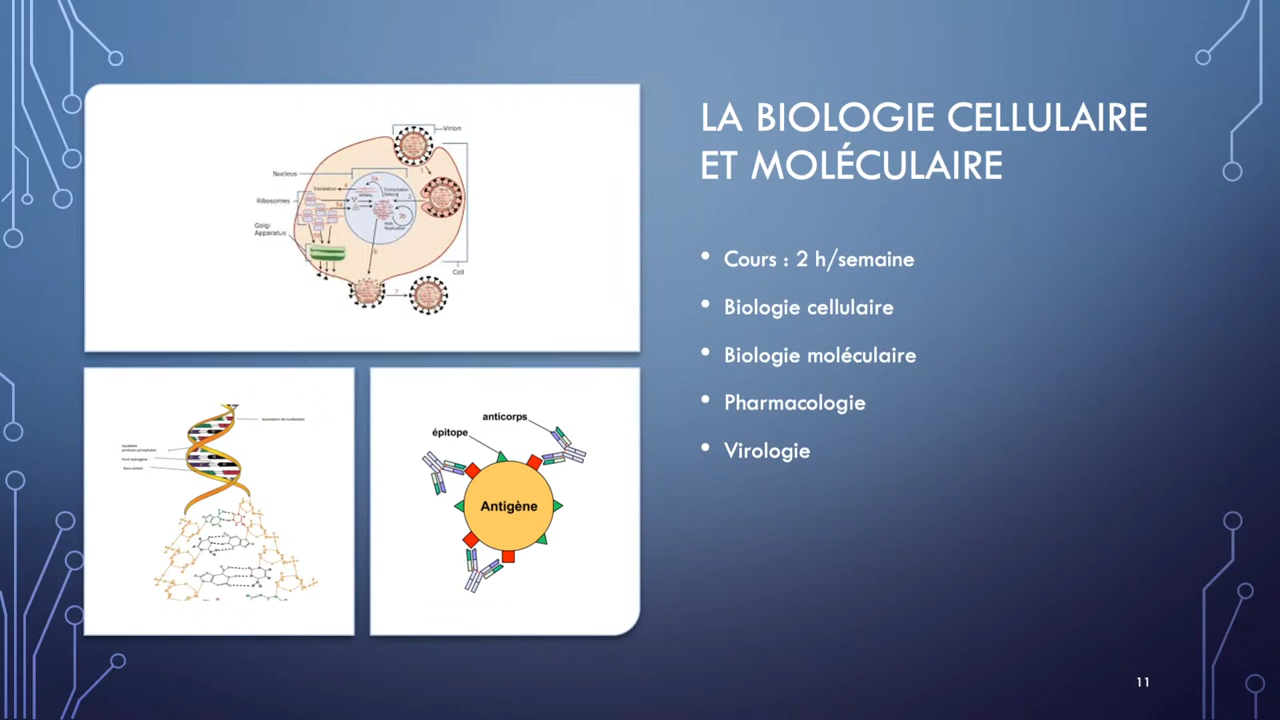 LA BIOLOGIE CELLULAIRE
ET MOLÉCULAIRE
• Cours : 2 h/semaine
• Biologie cellulaire
• Biologie moléculaire
• Pharmacologie
• Virologie
Virion
Nucleus
Translation
Ribosomes
Golgi
Apparatus
Cell
anticorps
épitope
Antigène
11